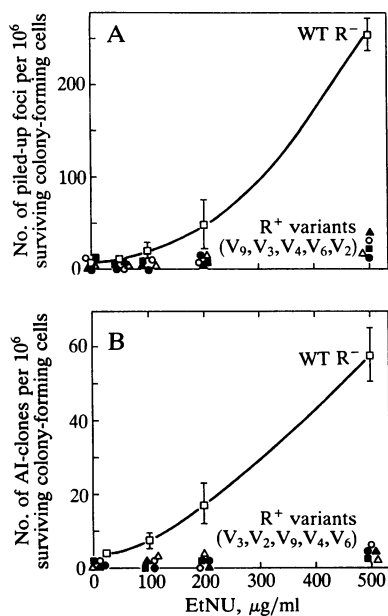 A
No. of piled-up foci per 10⁶
surviving colony-forming cells
200
100
0
WT R⁻
R⁺ variants
(V₉,V₃,V₄,V₆,V₂)
B
No. of AI-clones per 10⁶
surviving colony-forming cells
60
40
20
0
WT R⁻
R⁺ variants
(V₃,V₂,V₉,V₄,V₆)
0 100 200 300 400 500
EtNU, μg/ml